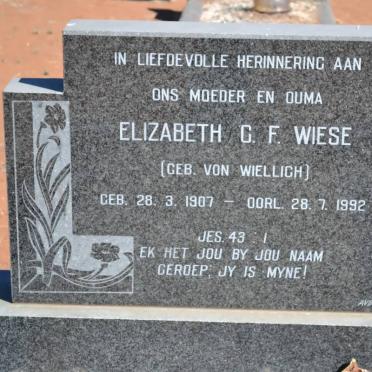 IN LIEFDEVOLLE HERINNERING AAN
ONS MOEDER EN OUMA
ELIZABETH C. F. WIESE
(GEB. VON WIELLICH)
GEB. 28. 3. 1907 – OORL. 28. 7. 1992
JES. 43 : 1
EK HET JOU BY JOU NAAM
GEROEP; JY IS MYNE!